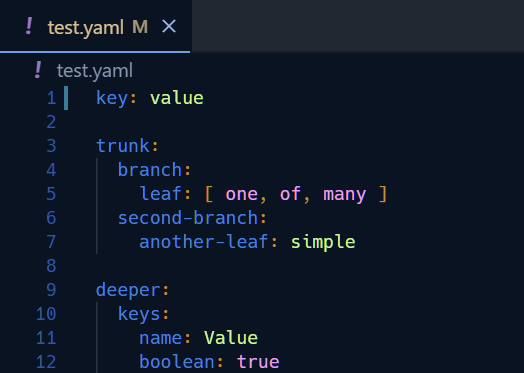 ! test.yaml M ×
! test.yaml
1 key: value
2
3 trunk:
4 branch:
5 leaf: [ one, of, many ]
6 second-branch:
7 another-leaf: simple
8
9 deeper:
10 keys:
11 name: Value
12 boolean: true